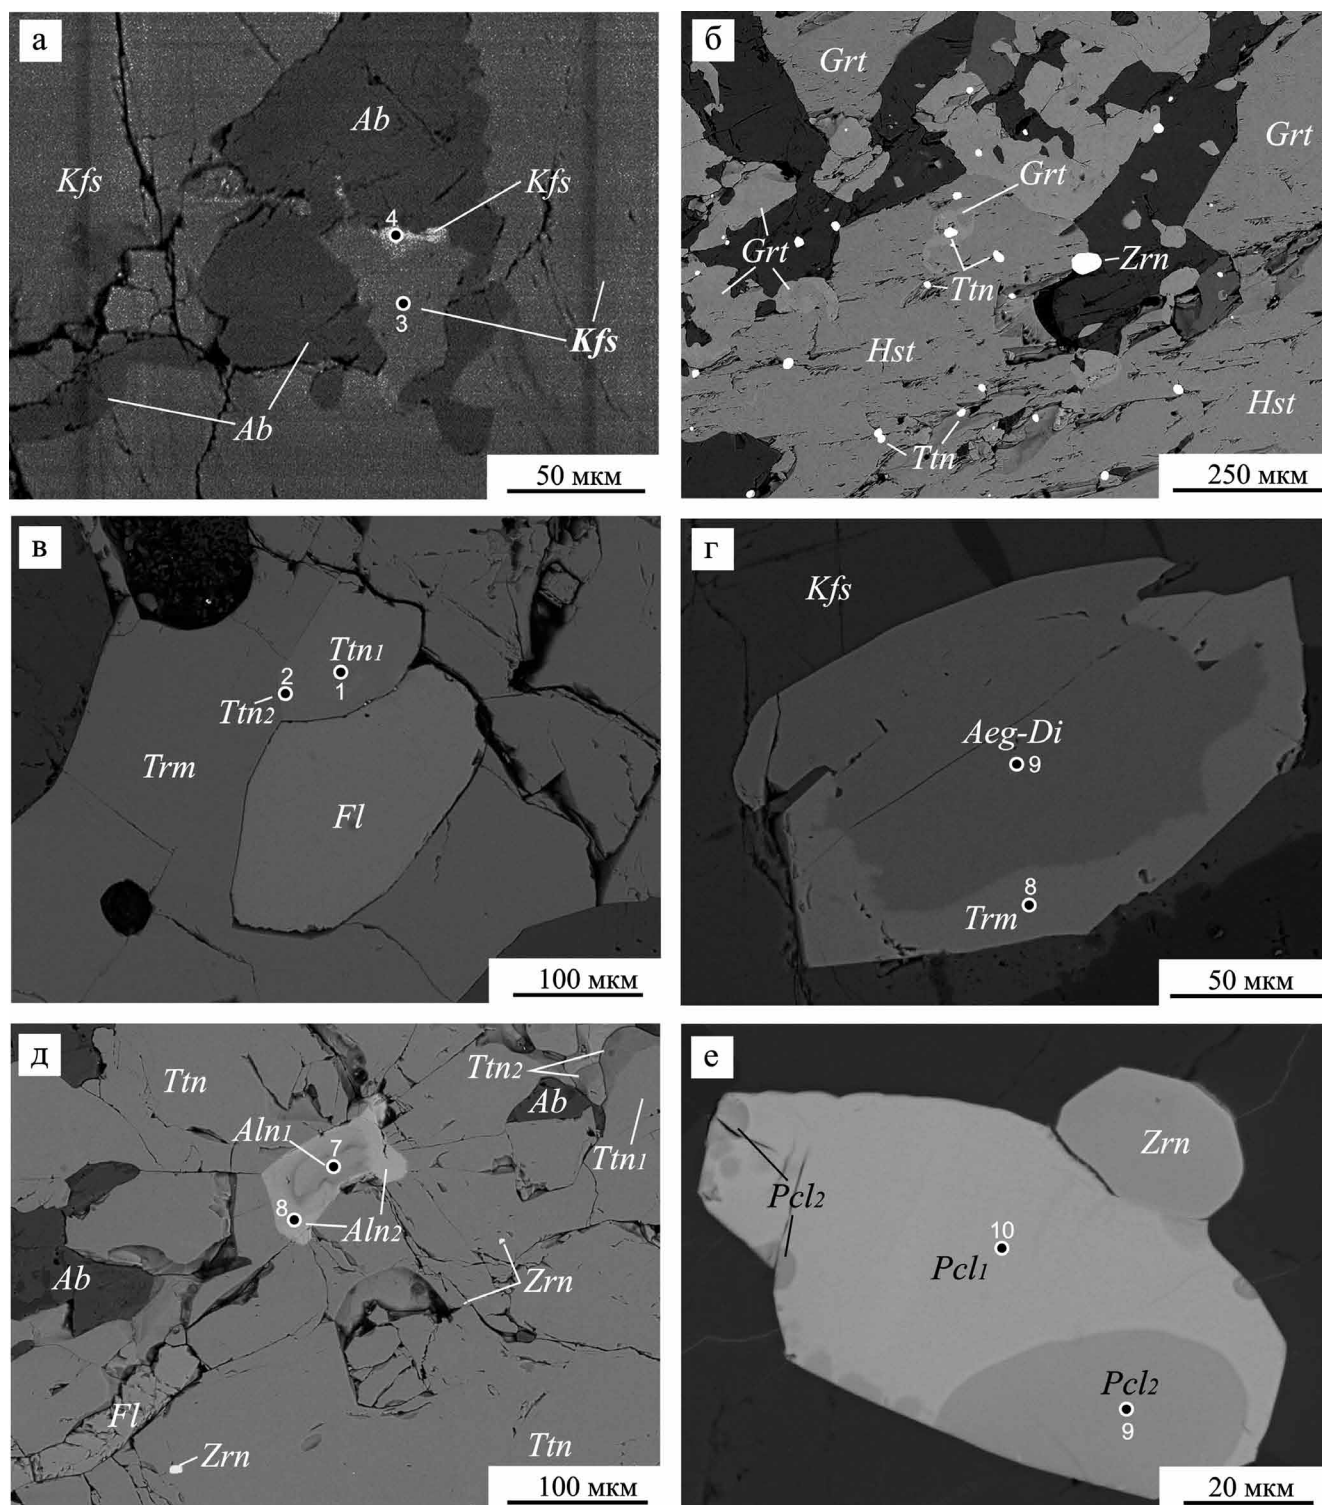 а
Ab
Kfs
Kfs
4
3
Kfs
Ab
50 мкм
б
Grt
Grt
Grt
Grt
Zrn
Ttn
Hst
Hst
Ttn
250 мкм
в
Ttn1
2
1
Ttn2
Trm
Fl
100 мкм
г
Kfs
Aeg-Di
9
8
Trm
50 мкм
д
Ttn
Ttn2
Ab
Aln1
7
Ttn1
8
Aln2
Ab
Zrn
Fl
Zrn
Ttn
100 мкм
е
Zrn
Pcl2
10
Pcl1
Pcl2
9
20 мкм